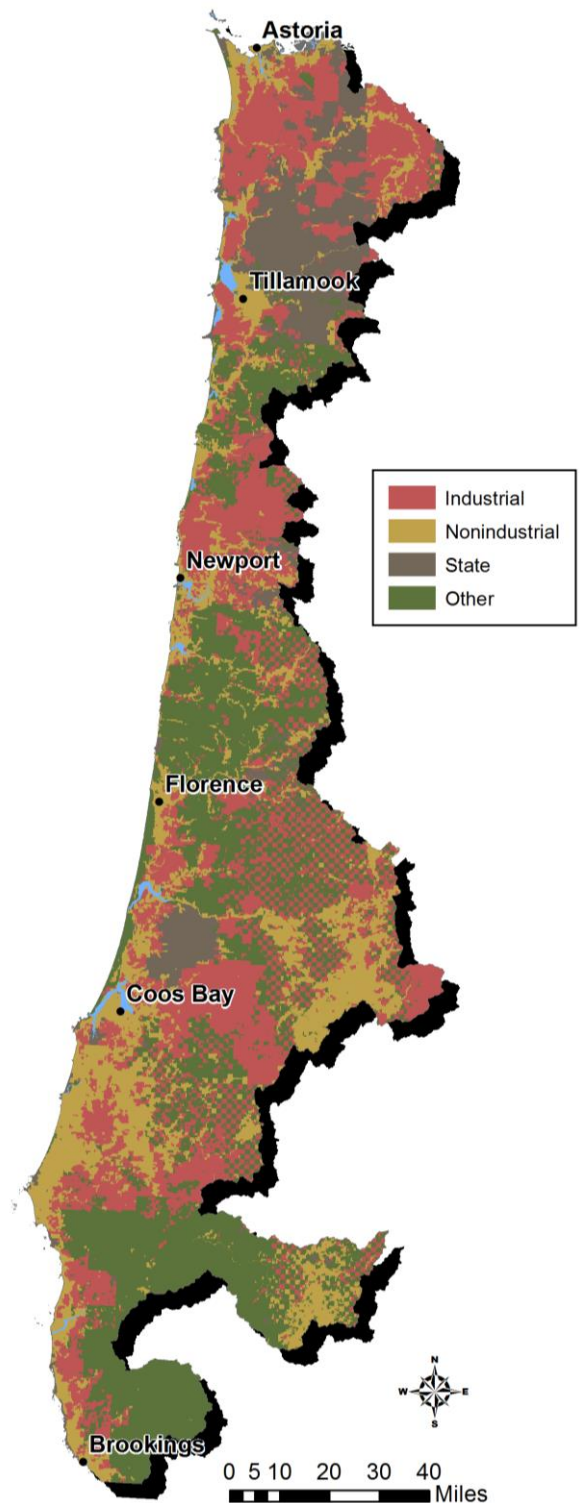 Astoria
Tillamook
Industrial
Nonindustrial
State
Other
Newport
Florence
Coos Bay
N
W E
S
Brookings
0 5 10 20 30 40
Miles